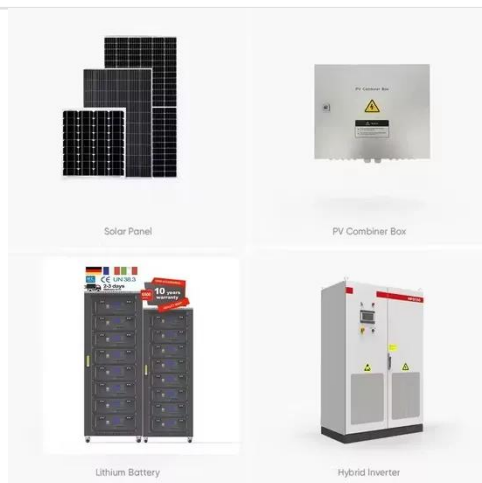 PV Combiner Box
Solar Panel
PV Combiner Box
CE UN38.3
2-3 days
10 years
warranty
Lithium Battery
Hybrid Inverter